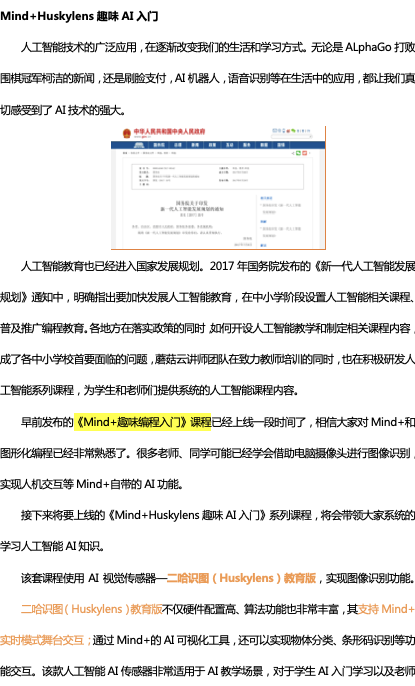 Mind+Huskylens 趣味 AI 入门
人工智能技术的广泛应用，在逐渐改变我们的生活和学习方式。无论是 ALphaGo 打败
围棋冠军柯洁的新闻，还是刷脸支付，AI 机器人，语音识别等在生活中的应用，都让我们真
切感受到了 AI 技术的强大。
中华人民共和国中央人民政府
国务院关于印发
新一代人工智能发展规划的通知
人工智能教育也已经进入国家发展规划。2017 年国务院发布的《新一代人工智能发展
规划》通知中，明确指出要加快发展人工智能教育，在中小学阶段设置人工智能相关课程、
普及推广编程教育。各地方在落实政策的同时，如何开设人工智能教学和制定相关课程内容，
成了各中小学校首要面临的问题，蘑菇云讲师团队在致力教师培训的同时，也在积极研发人
工智能系列课程，为学生和老师们提供系统的人工智能课程内容。
早前发布的《Mind+趣味编程入门》课程已经上线一段时间了，相信大家对 Mind+和
图形化编程已经非常熟悉了。很多老师、同学可能已经学会借助电脑摄像头进行图像识别，
实现人机交互等 Mind+自带的 AI 功能。
接下来将要上线的《Mind+Huskylens 趣味 AI 入门》系列课程，将会带领大家系统的
学习人工智能 AI 知识。
该套课程使用 AI 视觉传感器—二哈识图（Huskylens）教育版，实现图像识别功能。
二哈识图（Huskylens）教育版不仅硬件配置高、算法功能也非常丰富，其支持 Mind+
实时模式舞台交互；通过 Mind+的 AI 可视化工具，还可以实现物体分类、条形码识别等功
能交互。该款人工智能 AI 传感器非常适用于 AI 教学场景，对于学生 AI 入门学习以及老师